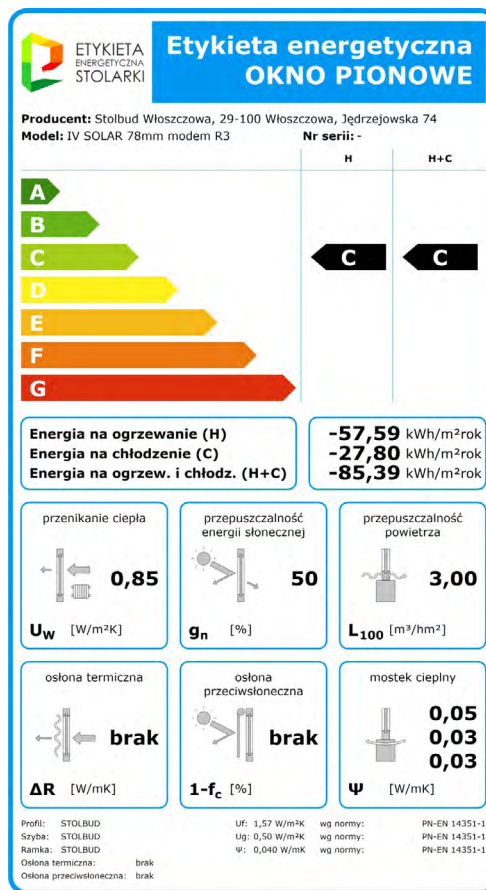 ETYKIETA
ENERGETYCZNA
STOLARKI
Etykieta energetyczna
OKNO PIONOWE
Producent: Stolbud Włoszczowa, 29-100 Włoszczowa, Jędrzejowska 74
Model: IV SOLAR 78mm modem R3 Nr serii: -
H H+C
A
B
C C C
D
E
F
G
Energia na ogrzewanie (H) -57,59 kWh/m²rok
Energia na chłodzenie (C) -27,80 kWh/m²rok
Energia na ogrzew. i chłodz. (H+C) -85,39 kWh/m²rok
przenikanie ciepła
0,85
Uw [W/m²K]
przepuszczalność
energii słonecznej
50
gn [%]
przepuszczalność
powietrza
3,00
L100 [m³/hm²]
osłona termiczna
brak
ΔR [W/mK]
osłona
przeciwsłoneczna
brak
1-fc [%]
mostek cieplny
0,05
0,03
0,03
Ψ [W/mK]
Profil: STOLBUD Uf: 1,57 W/m²K wg normy: PN-EN 14351-1
Szyba: STOLBUD Ug: 0,50 W/m²K wg normy: PN-EN 14351-1
Ramka: STOLBUD Ψ: 0,040 W/mK wg normy: PN-EN 14351-1
Osłona termiczna: brak
Osłona przeciwsłoneczna: brak